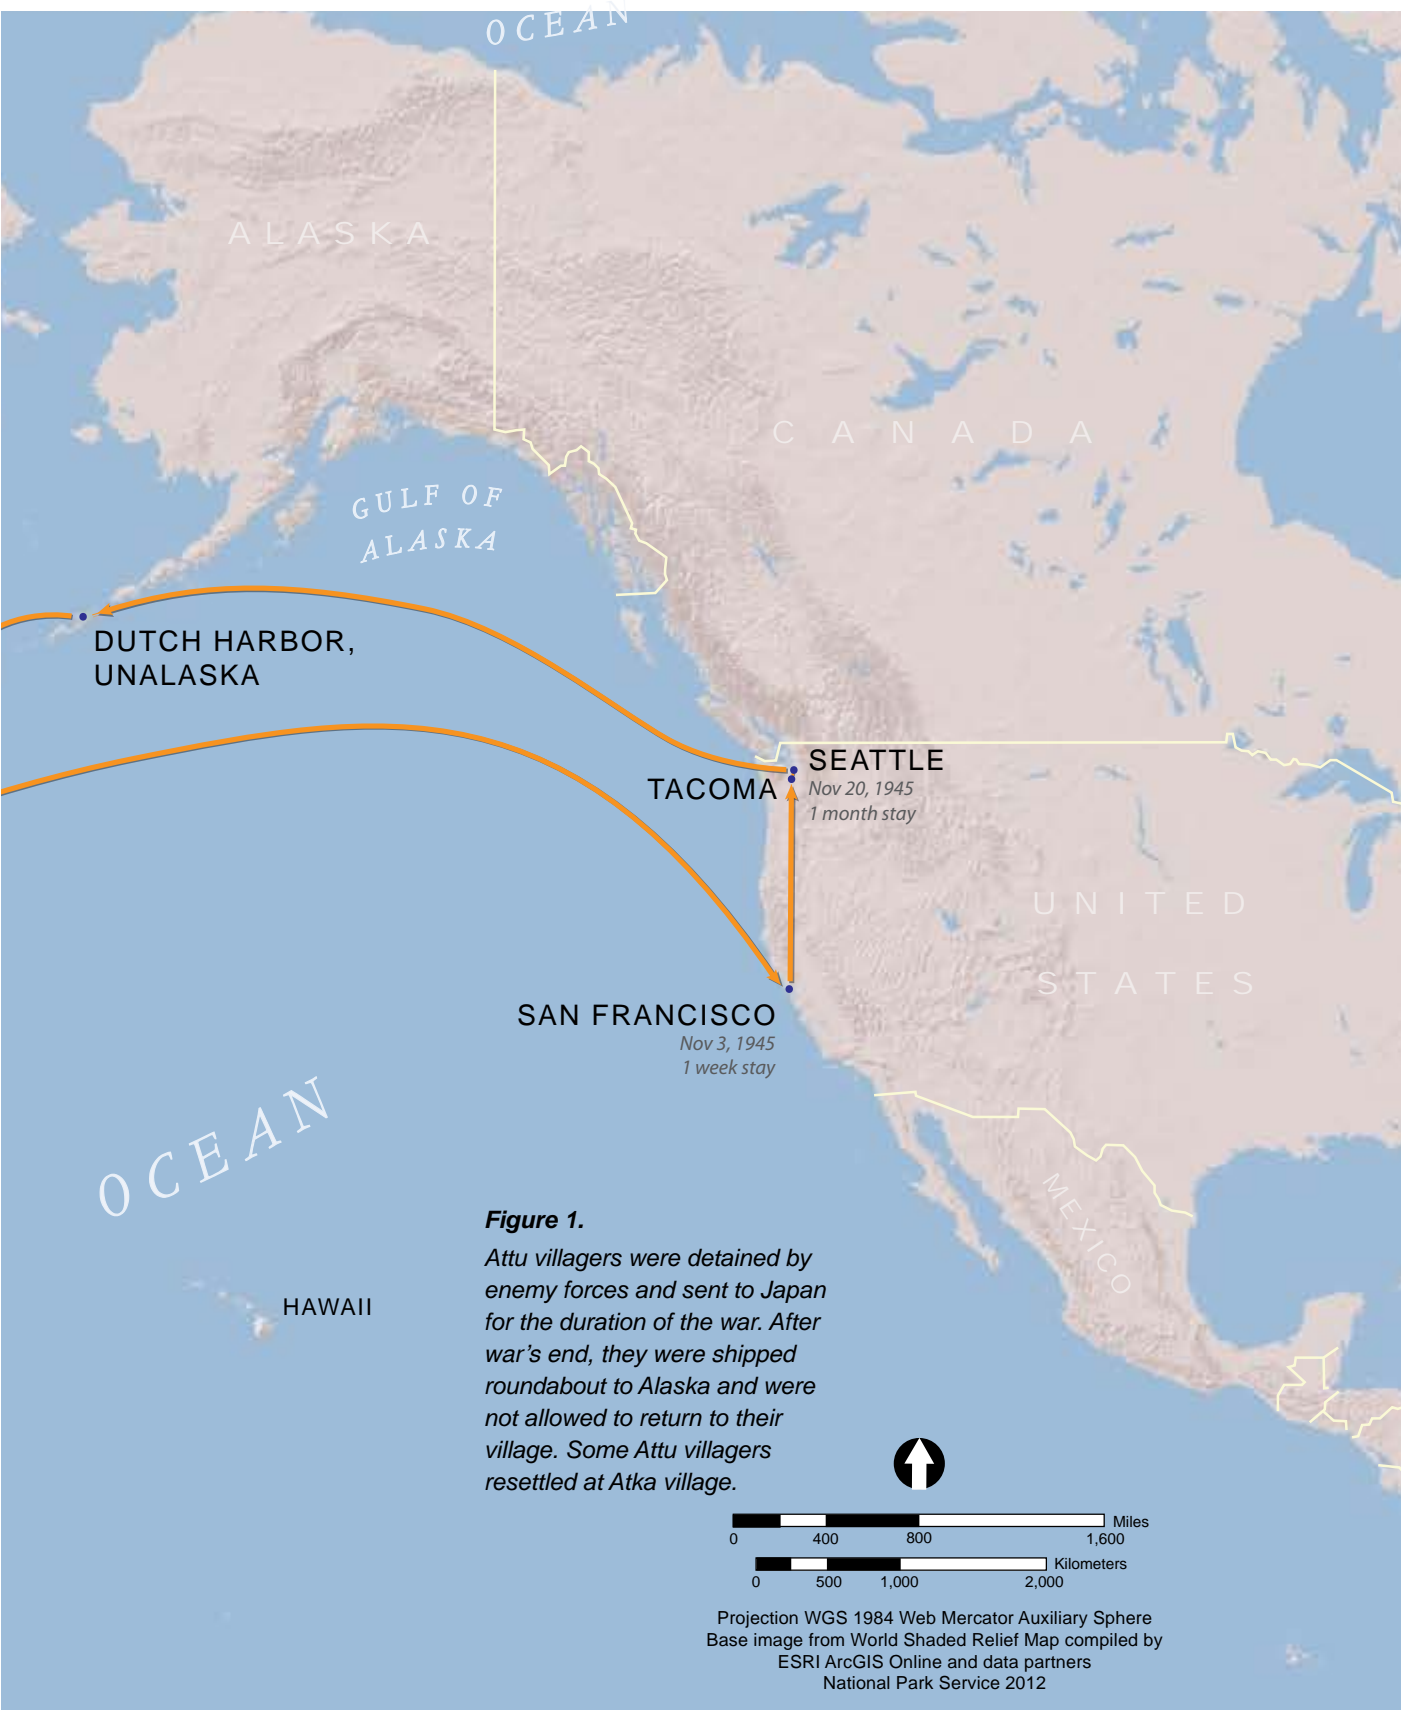 OCEAN
ALASKA
CANADA
GULF OF
ALASKA
DUTCH HARBOR,
UNALASKA
SEATTLE
Nov 20, 1945
1 month stay
TACOMA
UNITED
STATES
SAN FRANCISCO
Nov 3, 1945
1 week stay
OCEAN
MEXICO
HAWAII
Figure 1.
Attu villagers were detained by
enemy forces and sent to Japan
for the duration of the war. After
war’s end, they were shipped
roundabout to Alaska and were
not allowed to return to their
village. Some Attu villagers
resettled at Atka village.
Miles
0 400 800 1,600
Kilometers
0 500 1,000 2,000
Projection WGS 1984 Web Mercator Auxiliary Sphere
Base image from World Shaded Relief Map compiled by
ESRI ArcGIS Online and data partners
National Park Service 2012